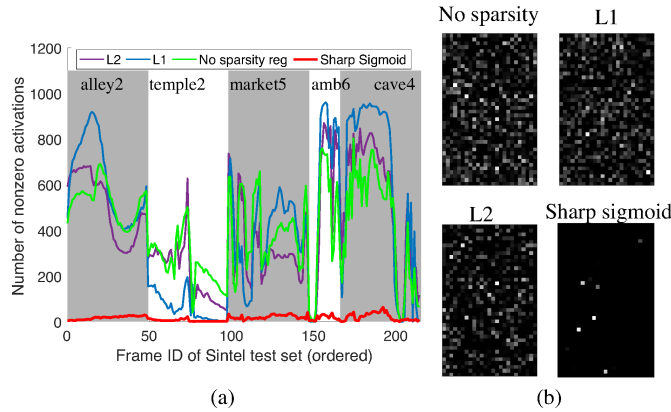 1200
1000
800
600
400
200
0
Number of nonzero activations
L2 L1 No sparsity reg Sharp Sigmoid
alley2 temple2 market5 amb6 cave4
0 50 100 150 200
Frame ID of Sintel test set (ordered)
(a)
No sparsity L1
L2 Sharp sigmoid
(b)